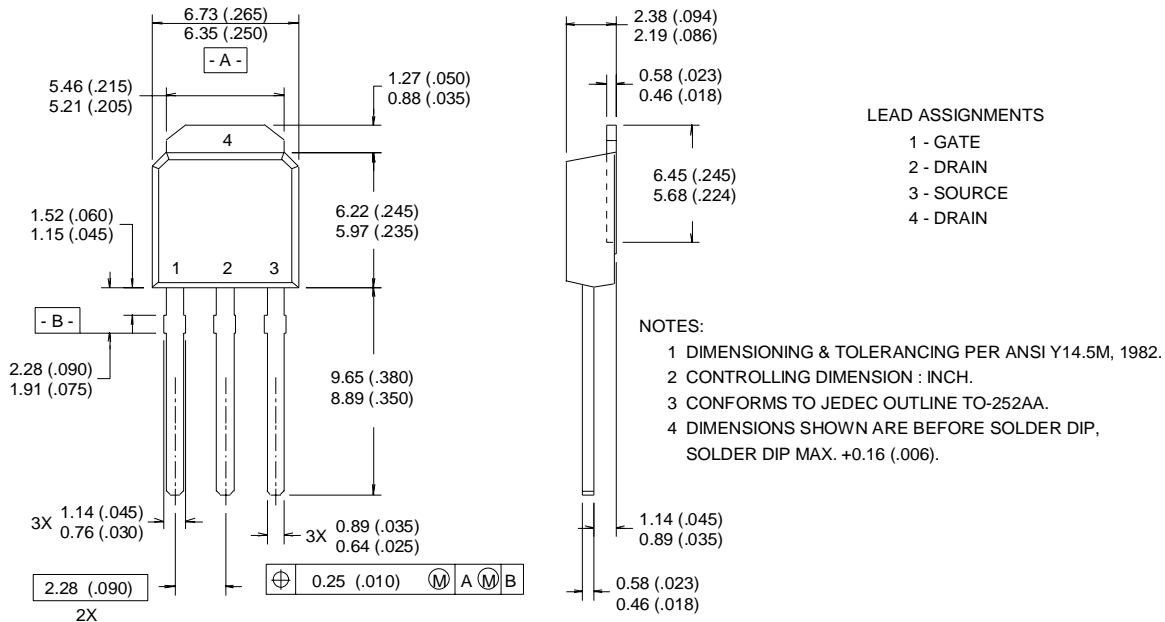 6.73 (.265)
6.35 (.250)
- A -
5.46 (.215)
5.21 (.205)
1.27 (.050)
0.88 (.035)
4
1.52 (.060)
1.15 (.045)
6.22 (.245)
5.97 (.235)
1 2 3
- B -
2.28 (.090)
1.91 (.075)
9.65 (.380)
8.89 (.350)
3X 1.14 (.045)
0.76 (.030)
3X 0.89 (.035)
0.64 (.025)
2.28 (.090)
2X
0.25 (.010) M A M B
2.38 (.094)
2.19 (.086)
0.58 (.023)
0.46 (.018)
6.45 (.245)
5.68 (.224)
1.14 (.045)
0.89 (.035)
0.58 (.023)
0.46 (.018)
LEAD ASSIGNMENTS
1 - GATE
2 - DRAIN
3 - SOURCE
4 - DRAIN
NOTES:
1 DIMENSIONING & TOLERANCING PER ANSI Y14.5M, 1982.
2 CONTROLLING DIMENSION : INCH.
3 CONFORMS TO JEDEC OUTLINE TO-252AA.
4 DIMENSIONS SHOWN ARE BEFORE SOLDER DIP,
SOLDER DIP MAX. +0.16 (.006).